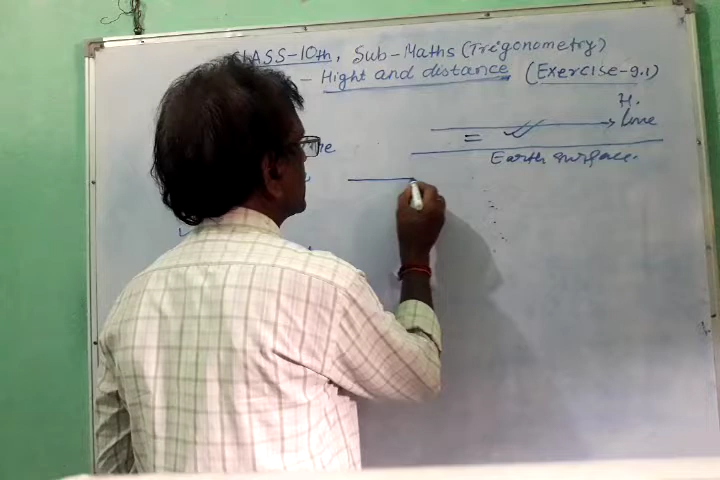 CLASS-10th, Sub-Maths (Trigonometry)
- Hight and distance (Exercise-9.1)
H.
line
=
Earth surface.